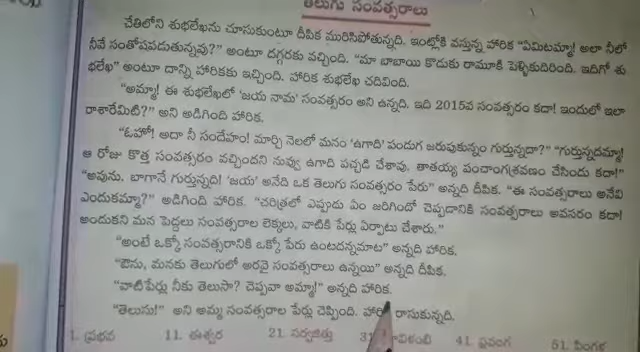 తెలుగు సంవత్సరాలు
చేతిలోని శుభలేఖను చూసుకుంటూ దీపిక మురిసిపోతున్నది. ఇంట్లోకి వస్తున్న హారిక "ఏమిటమ్మా! అలా నీలో
నీవే సంతోషపడుతున్నవు?" అంటూ దగ్గరకు వచ్చింది. "మా బాబాయి కొడుకు రాముకి పెళ్ళికుదిరింది. ఇదిగో శు
భలేఖ" అంటూ దాన్ని హారికకు ఇచ్చింది. హారిక శుభలేఖ చదివింది.
"అమ్మా! ఈ శుభలేఖలో 'జయ నామ' సంవత్సరం అని ఉన్నది. ఇది 2015వ సంవత్సరం కదా! ఇందులో ఇలా
రాశారేమిటి?" అని అడిగింది హారిక.
"ఓహో! అదా నీ సందేహం! మార్చి నెలలో మనం 'ఉగాది' పండుగ జరుపుకున్నం గుర్తున్నదా?" "గుర్తున్నదమ్మా!
ఆ రోజు కొత్త సంవత్సరం వచ్చిందని నువ్వు ఉగాది పచ్చడి చేశావు. తాతయ్య పంచాంగశ్రవణం చేసిండు కదా!"
"అవును. బాగానే గుర్తున్నది! 'జయ' అనేది ఒక తెలుగు సంవత్సరం పేరు" అన్నది దీపిక. "ఈ సంవత్సరాలు అనేవి
ఎందుకమ్మా?" అడిగింది హారిక. "చరిత్రలో ఎప్పుడు ఏం జరిగిందో చెప్పడానికి సంవత్సరాలు అవసరం కదా!
అందుకని మన పెద్దలు సంవత్సరాల లెక్కలు, వాటికి పేర్లు ఏర్పాటు చేశారు."
"అంటే ఒక్కో సంవత్సరానికి ఒక్కో పేరు ఉంటదన్నమాట" అన్నది హారిక.
"ఔను, మనకు తెలుగులో అరవై సంవత్సరాలు ఉన్నయి" అన్నది దీపిక.
"వాటిపేర్లు నీకు తెలుసా? చెప్పవా అమ్మా!" అన్నది హారిక.
"తెలుసు!" అని అమ్మ సంవత్సరాల పేర్లు చెప్పింది. రాసుకున్నది.
1. ప్రభవ 11. ఈశ్వర 21. సర్వజిత్తు 41. ప్లవంగ 51. పింగళ